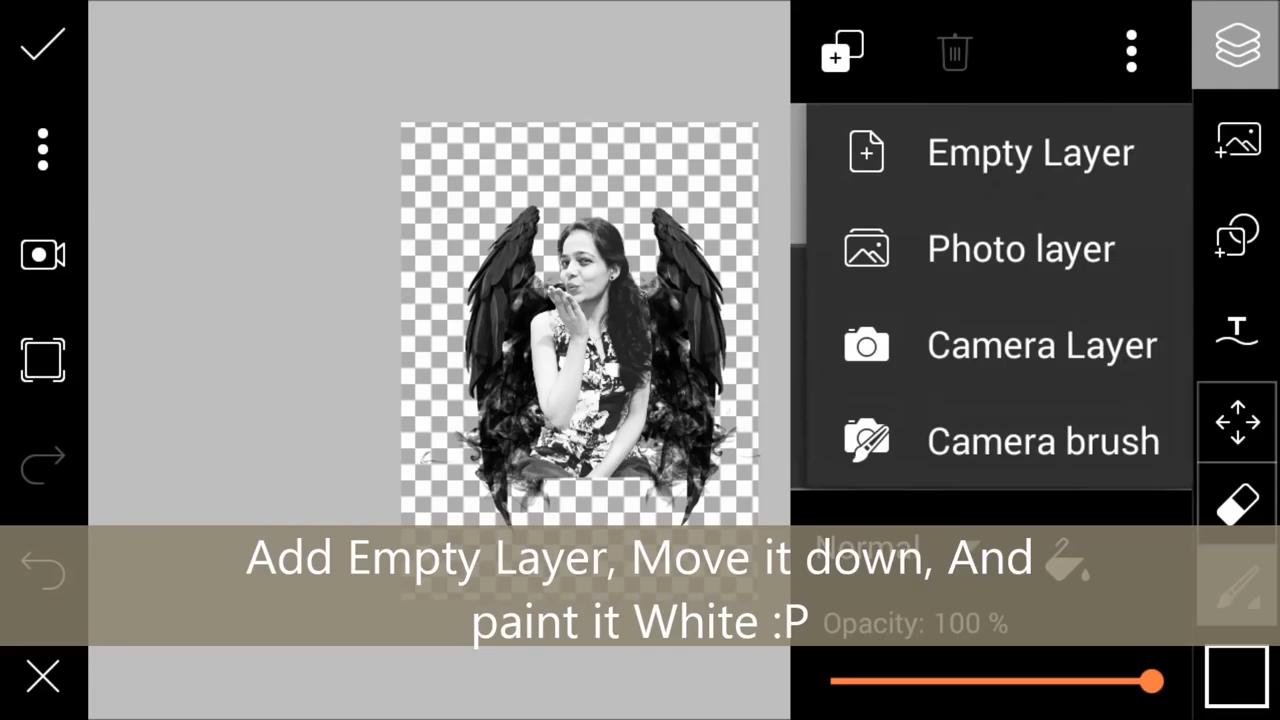 Empty Layer
Photo layer
Camera Layer
Camera brush
Normal
Add Empty Layer, Move it down, And
paint it White :P
Opacity: 100 %